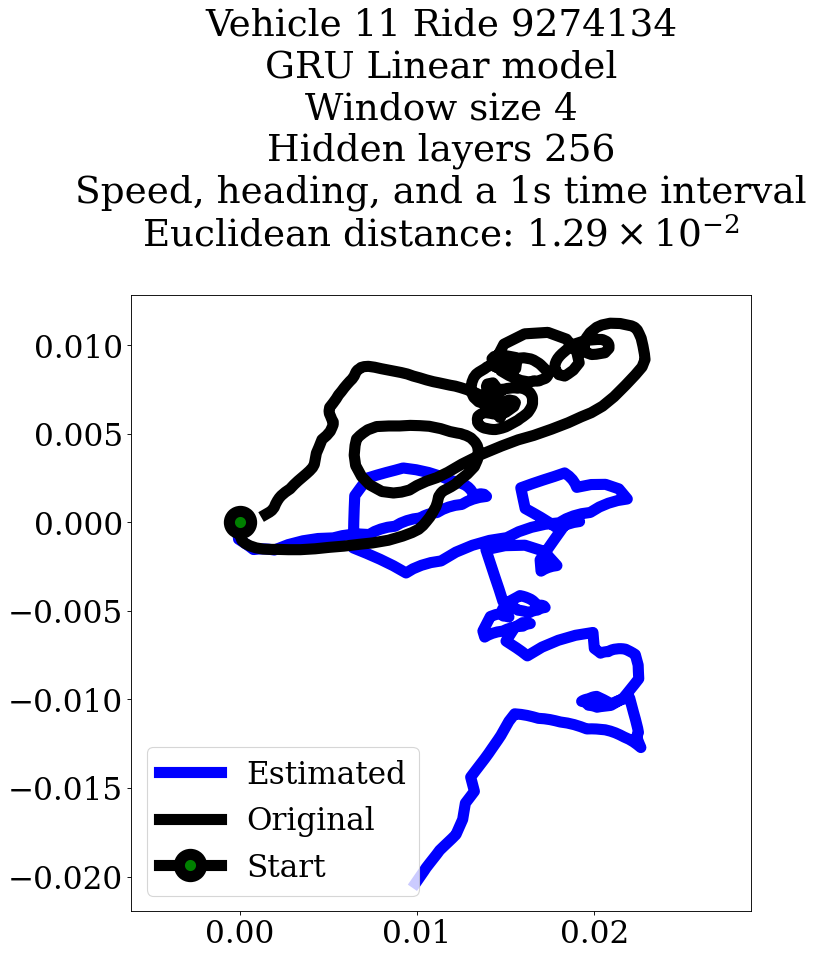 Vehicle 11 Ride 9274134
GRU Linear model
Window size 4
Hidden layers 256
Speed, heading, and a 1s time interval
Euclidean distance: 1.29 × 10⁻²
0.010
0.005
0.000
−0.005
−0.010
−0.015
−0.020
Estimated
Original
Start
0.00
0.01
0.02